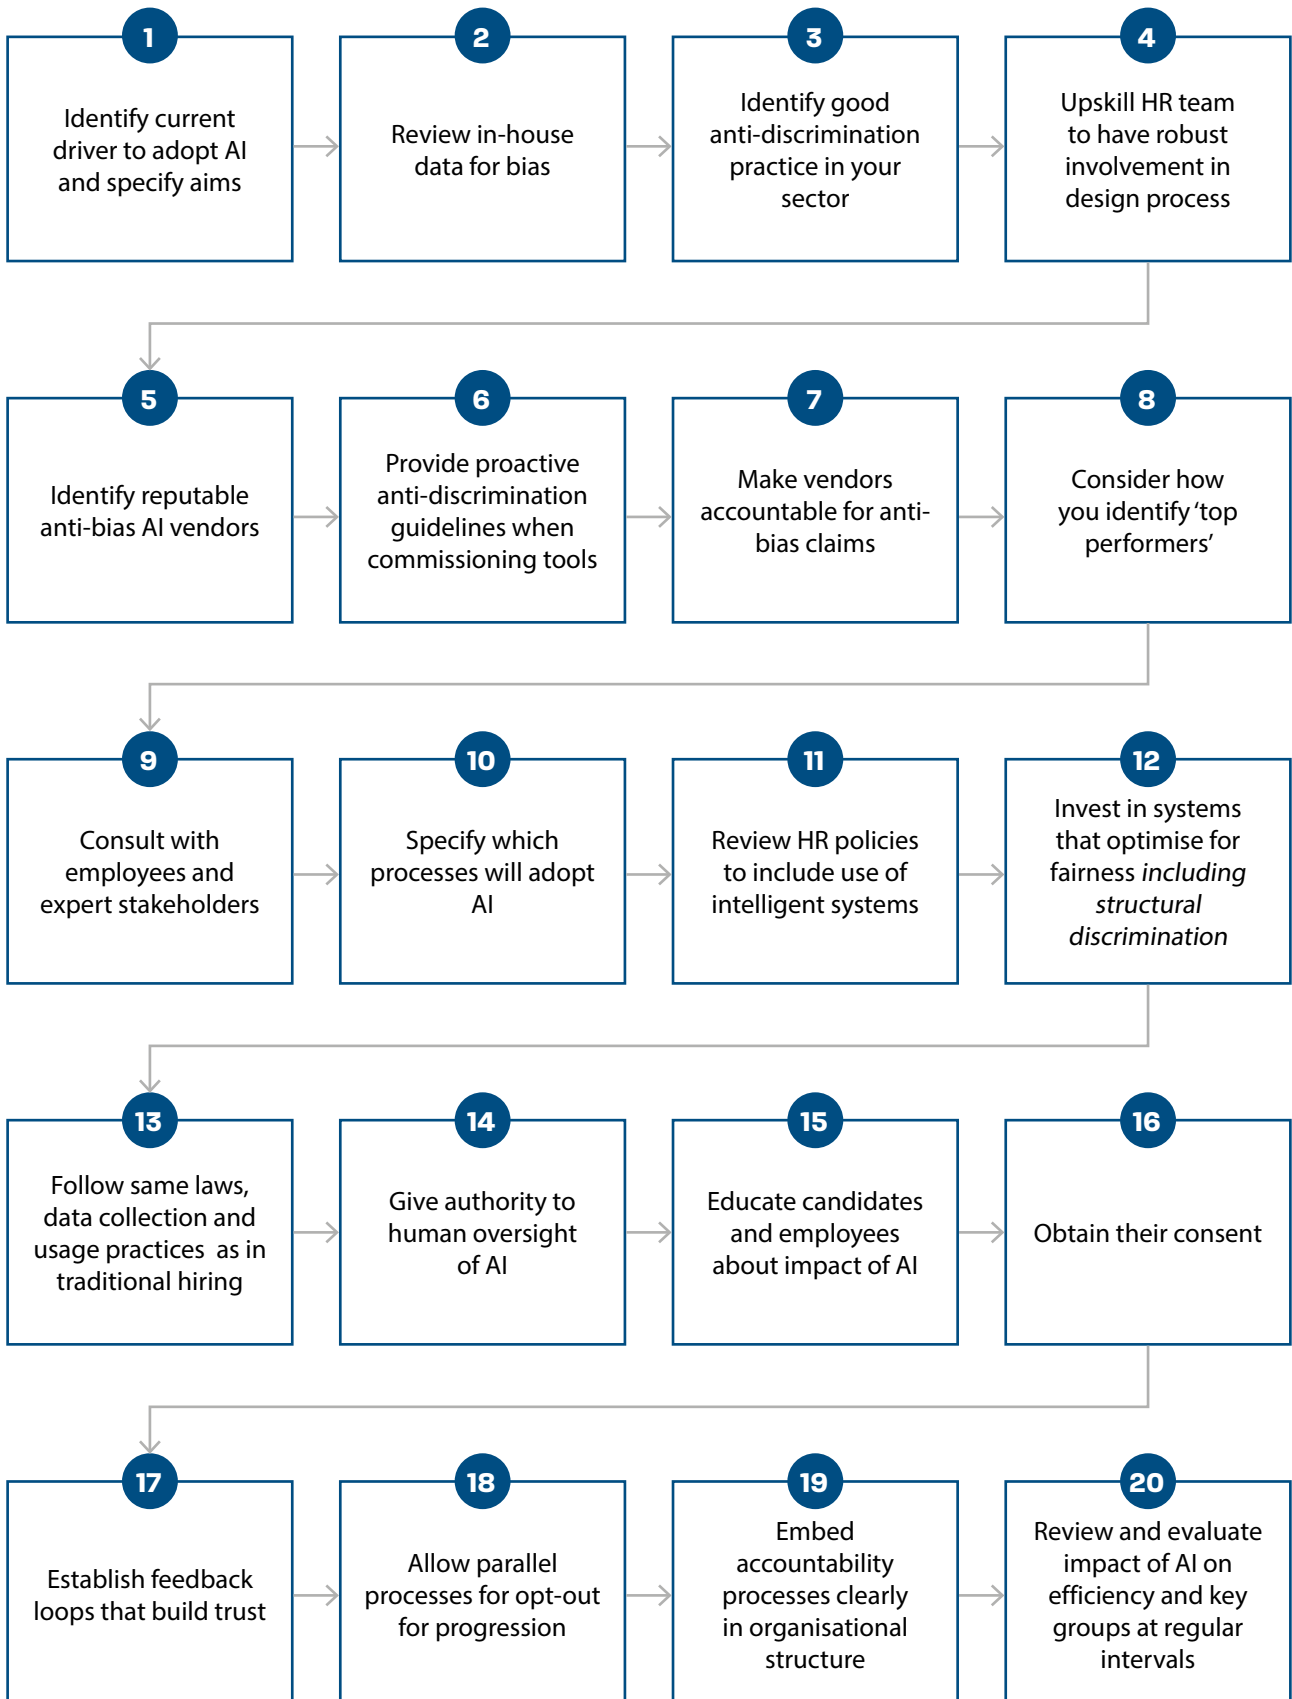 1
Identify current
driver to adopt AI
and specify aims
2
Review in-house
data for bias
3
Identify good
anti-discrimination
practice in your
sector
4
Upskill HR team
to have robust
involvement in
design process
5
Identify reputable
anti-bias AI vendors
6
Provide proactive
anti-discrimination
guidelines when
commissioning tools
7
Make vendors
accountable for anti-
bias claims
8
Consider how
you identify ‘top
performers’
9
Consult with
employees and
expert stakeholders
10
Specify which
processes will adopt
AI
11
Review HR policies
to include use of
intelligent systems
12
Invest in systems
that optimise for
fairness including
structural
discrimination
13
Follow same laws,
data collection and
usage practices  as in
traditional hiring
14
Give authority to
human oversight
of AI
15
Educate candidates
and employees
about impact of AI
16
Obtain their consent
17
Establish feedback
loops that build trust
18
Allow parallel
processes for opt-out
for progression
19
Embed
accountability
processes clearly
in organisational
structure
20
Review and evaluate
impact of AI on
efficiency and key
groups at regular
intervals